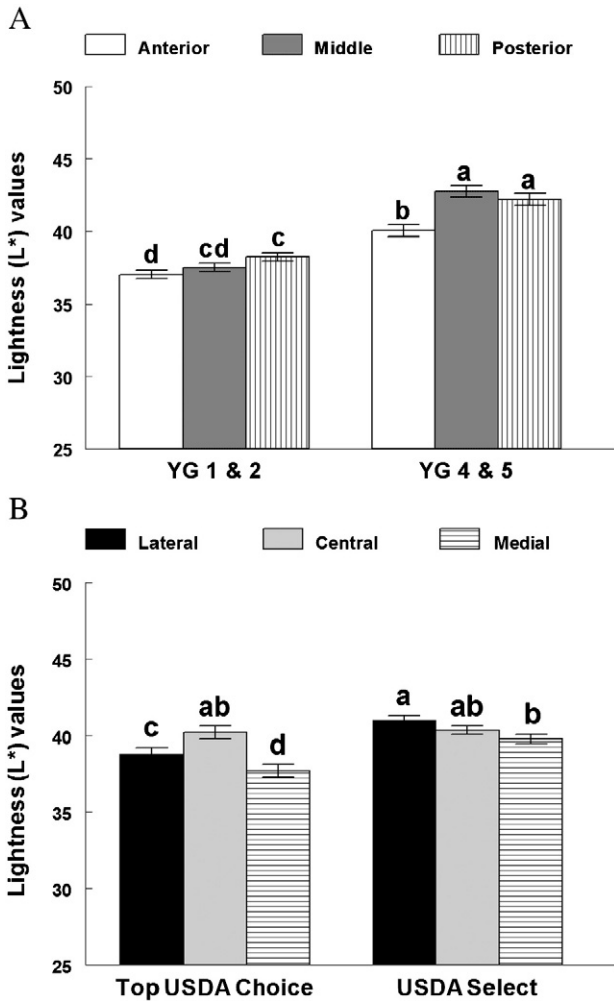 A
Anterior Middle Posterior
50
45
40
35
30
25
Lightness (L*) values
d cd c b a a
YG 1 & 2 YG 4 & 5
B
Lateral Central Medial
50
45
40
35
30
25
Lightness (L*) values
c ab d a ab b
Top USDA Choice USDA Select